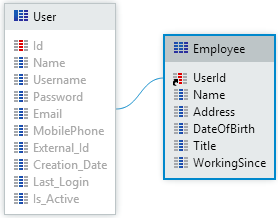 User
Id
Name
Username
Password
Email
MobilePhone
External_Id
Creation_Date
Last_Login
Is_Active
Employee
UserId
Name
Address
DateOfBirth
Title
WorkingSince